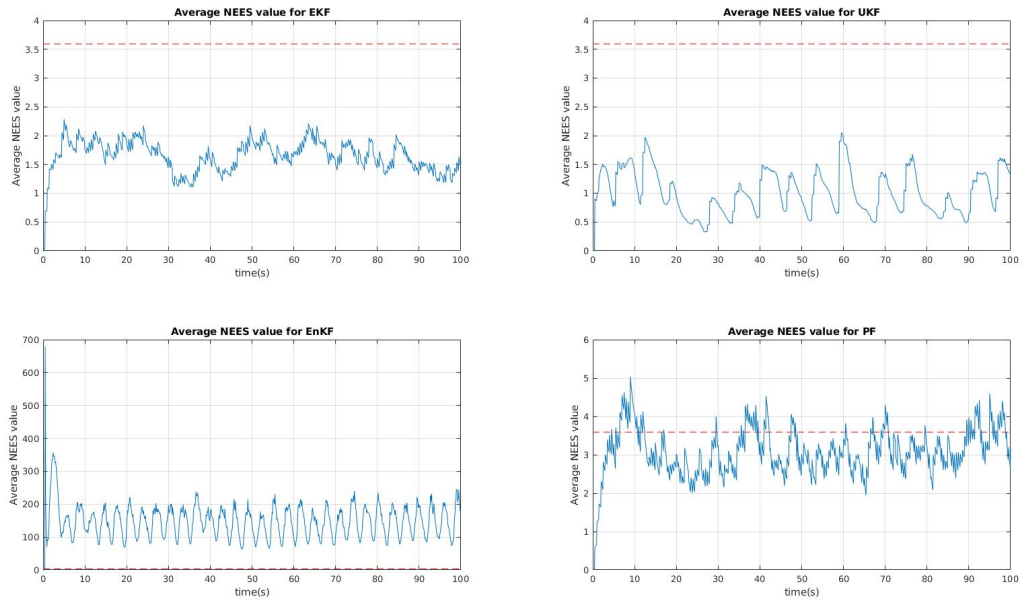 Average NEES value for EKF
4
3.5
3
2.5
2
1.5
1
0.5
0
Average NEES value
0 10 20 30 40 50 60 70 80 90 100
time(s)
Average NEES value for UKF
4
3.5
3
2.5
2
1.5
1
0.5
0
Average NEES value
0 10 20 30 40 50 60 70 80 90 100
time(s)
Average NEES value for EnKF
700
600
500
400
300
200
100
0
Average NEES value
0 10 20 30 40 50 60 70 80 90 100
time(s)
Average NEES value for PF
6
5
4
3
2
1
0
Average NEES value
0 10 20 30 40 50 60 70 80 90 100
time(s)